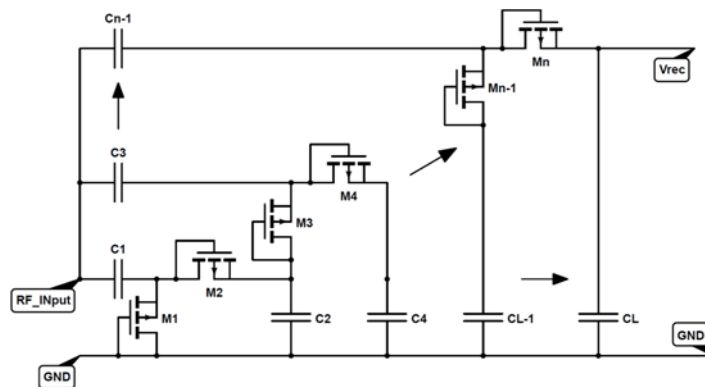 Cn-1
Mn
Vrec
Mn-1
C3
M4
M3
C1
M2
RF_INput
M1
C2
C4
CL-1
CL
GND
GND